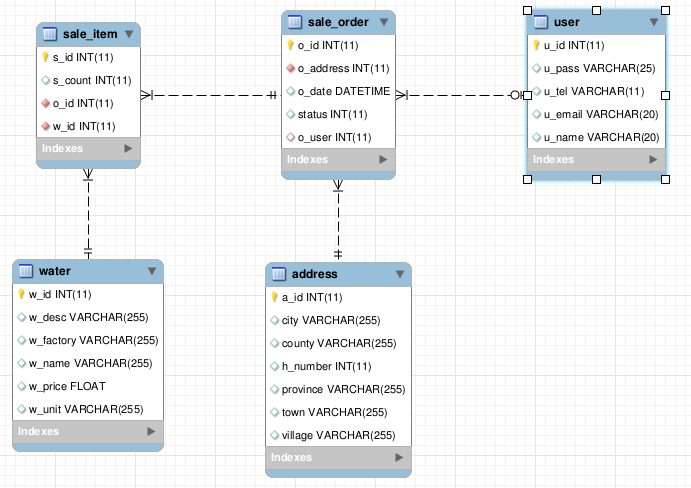 sale_item
s_id INT(11)
s_count INT(11)
o_id INT(11)
w_id INT(11)
Indexes
sale_order
o_id INT(11)
o_address INT(11)
o_date DATETIME
status INT(11)
o_user INT(11)
Indexes
user
u_id INT(11)
u_pass VARCHAR(25)
u_tel VARCHAR(11)
u_email VARCHAR(20)
u_name VARCHAR(20)
Indexes
water
w_id INT(11)
w_desc VARCHAR(255)
w_factory VARCHAR(255)
w_name VARCHAR(255)
w_price FLOAT
w_unit VARCHAR(255)
Indexes
address
a_id INT(11)
city VARCHAR(255)
county VARCHAR(255)
h_number INT(11)
province VARCHAR(255)
town VARCHAR(255)
village VARCHAR(255)
Indexes